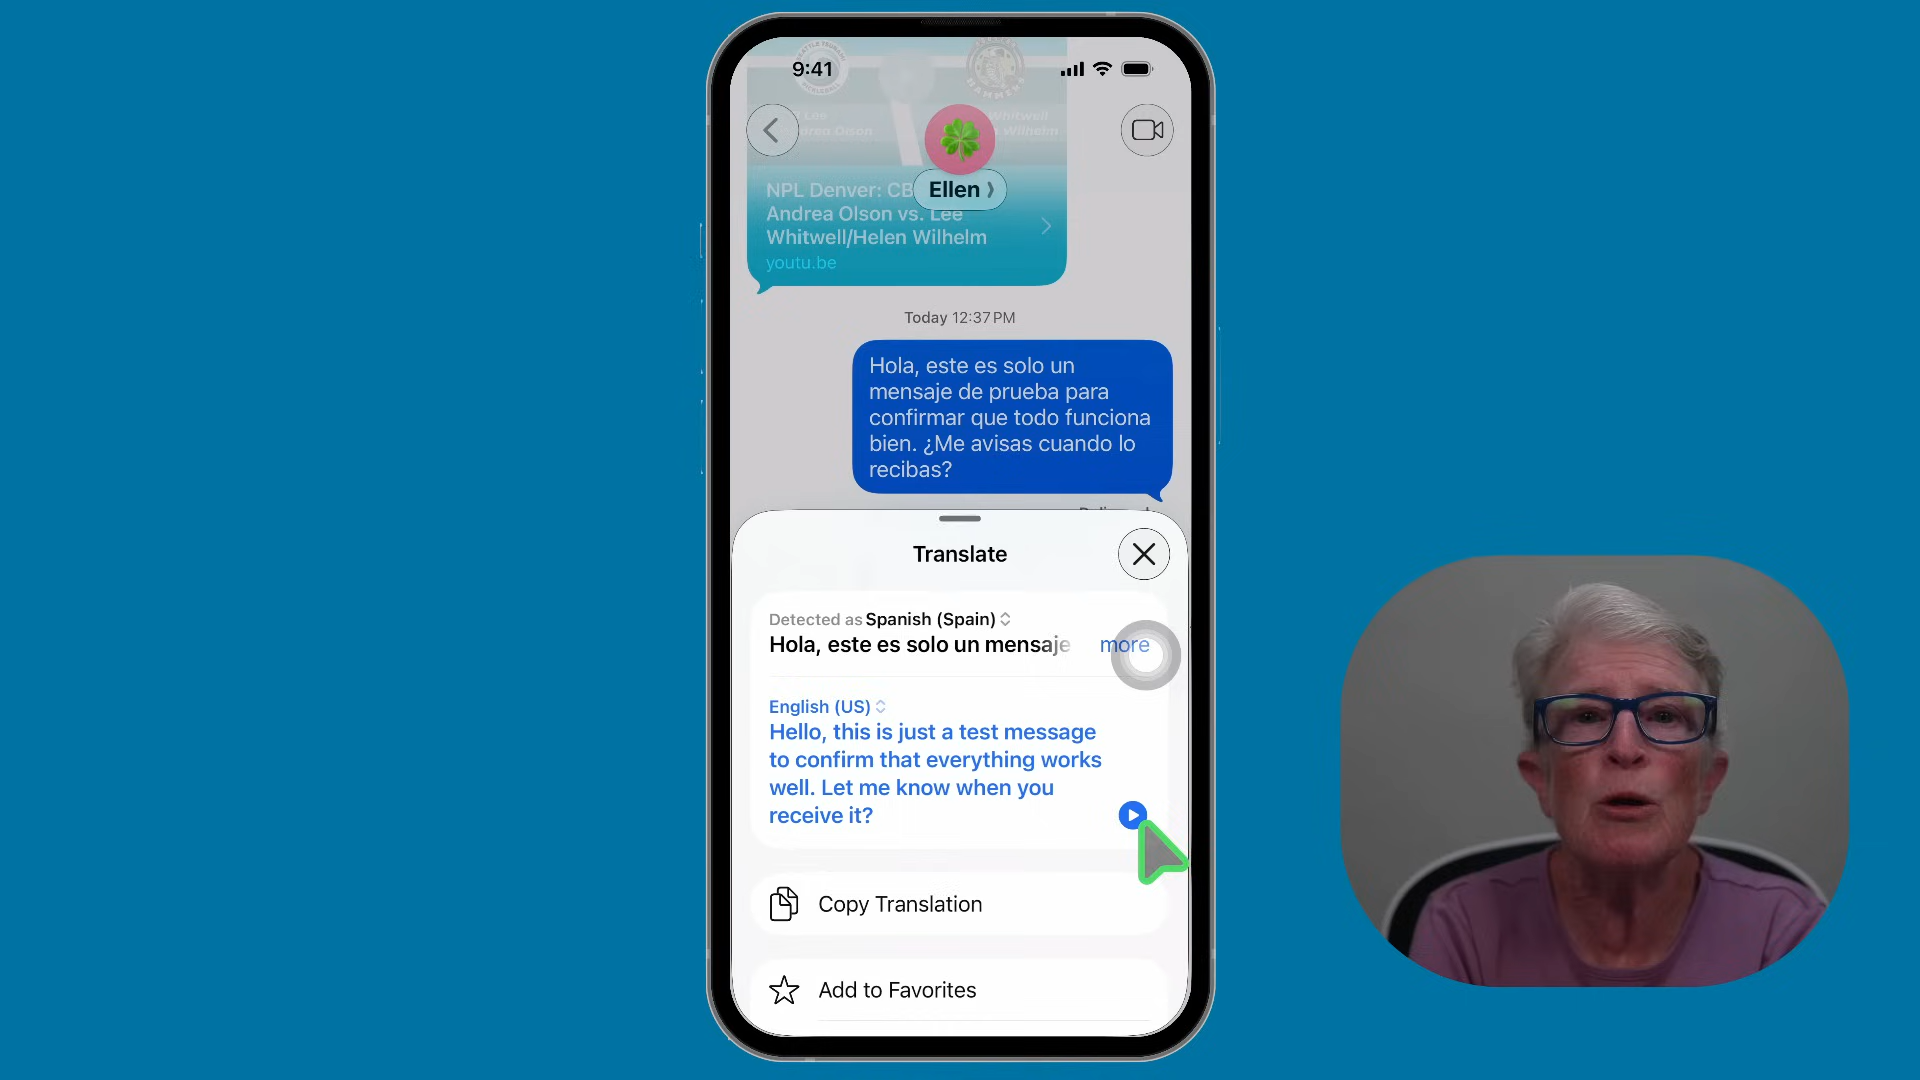 9:41
Ellen
NPL Denver: CB
Andrea Olson vs. Lee
Whitwell/Helen Wilhelm
youtu.be
Today 12:37 PM
Hola, este es solo un
mensaje de prueba para
confirmar que todo funciona
bien. ¿Me avisas cuando lo
recibas?
Translate
Detected as Spanish (Spain)
Hola, este es solo un mensaje more
English (US)
Hello, this is just a test message
to confirm that everything works
well. Let me know when you
receive it?
Copy Translation
Add to Favorites